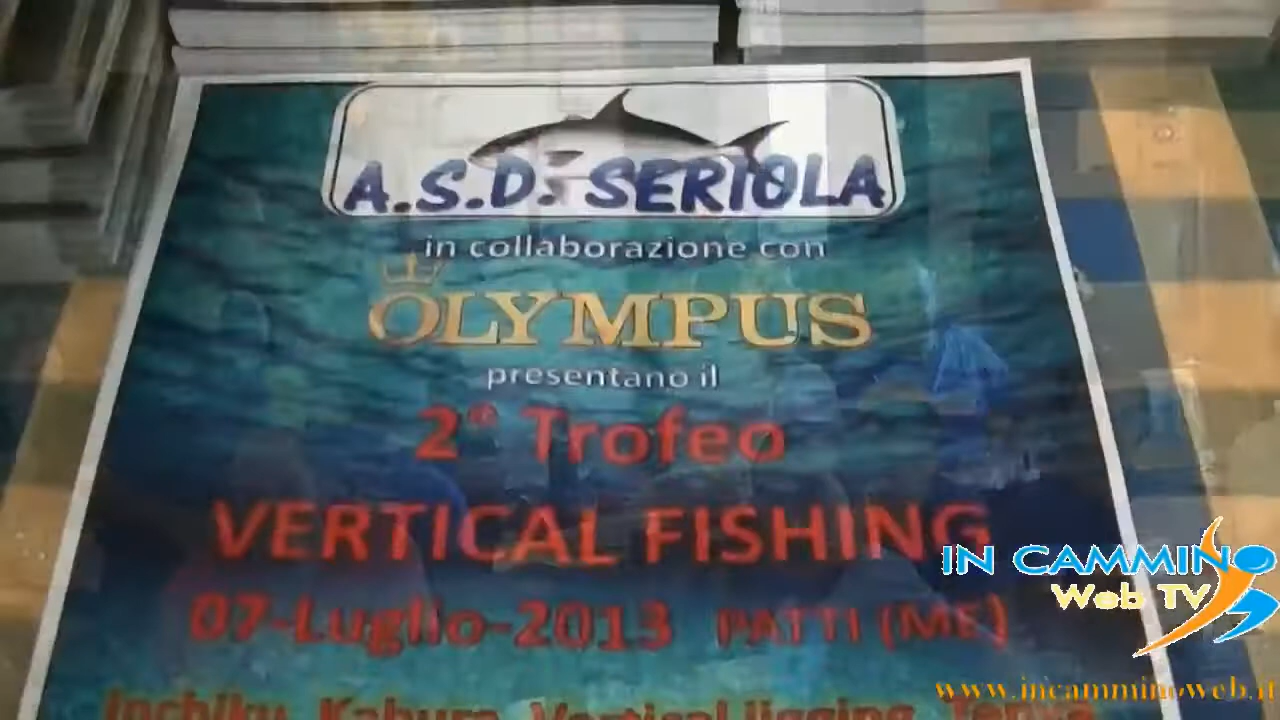 A.S.D. SERIOLA
in collaborazione con
OLYMPUS
presentano il
2° Trofeo
VERTICAL FISHING
07-Luglio-2013 PATTI (ME)
Inchiku, Kabura, Vertical Jigging, Tenya
IN CAMMINO
Web TV
www.incamminoweb.it